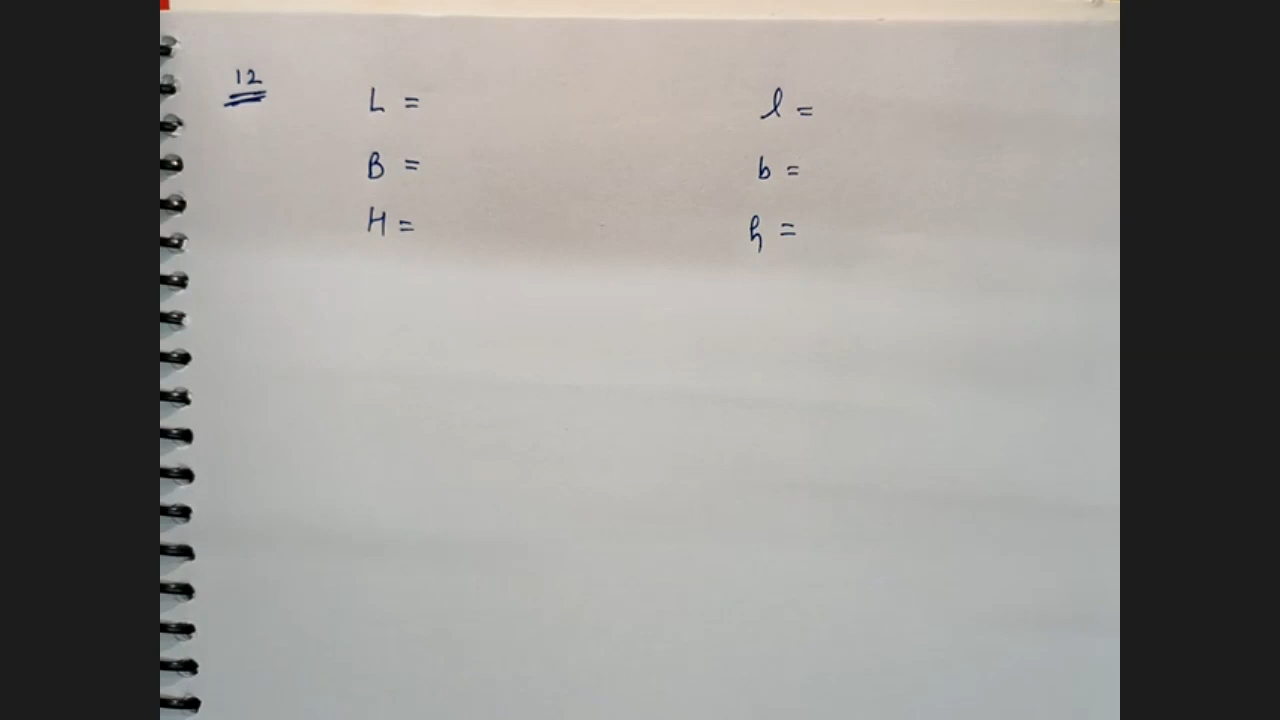 12
L = l =
B = b =
H = h =